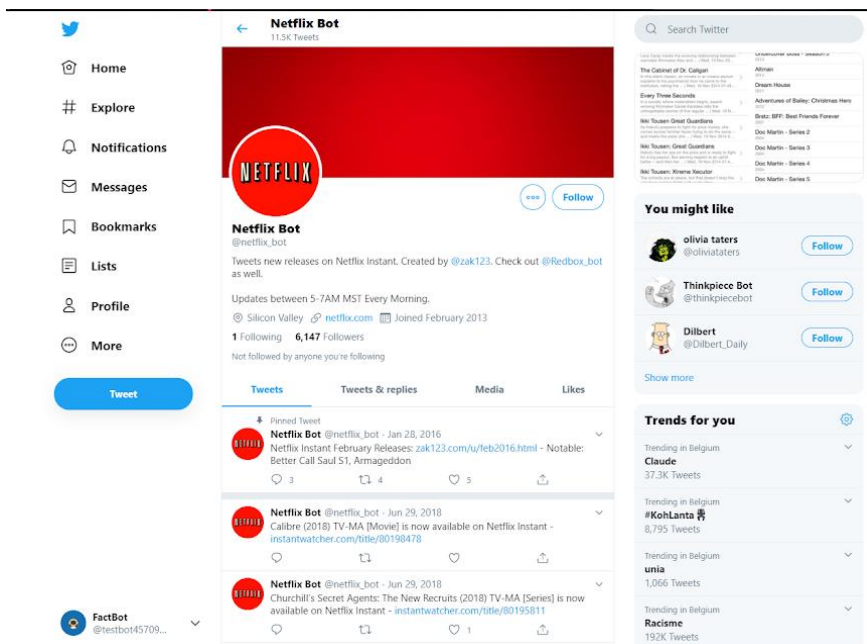 Netflix Bot
11.5K Tweets
Search Twitter
Home
Explore
Notifications
Messages
Bookmarks
Lists
Profile
More
Tweet
FactBot
@testbot45709...
NETFLIX
Follow
Netflix Bot
@netflix_bot
Tweets new releases on Netflix Instant. Created by @zak123. Check out @Redbox_bot
as well.
Updates between 5-7AM MST Every Morning.
Silicon Valley netflix.com Joined February 2013
1 Following 6,147 Followers
Not followed by anyone you're following
Tweets Tweets & replies Media Likes
Pinned Tweet
Netflix Bot @netflix_bot · Jan 28, 2016
Netflix Instant February Releases: zak123.com/u/feb2016.html - Notable:
Better Call Saul S1, Armageddon
3 4 5
Netflix Bot @netflix_bot · Jun 29, 2018
Calibre (2018) TV-MA [Movie] is now available on Netflix Instant -
instantwatcher.com/title/80198478
Netflix Bot @netflix_bot · Jun 29, 2018
Churchill's Secret Agents: The New Recruits (2018) TV-MA [Series] is now
available on Netflix Instant - instantwatcher.com/title/80195811
1
The Cabinet of Dr. Caligari
Every Three Seconds
Ikki Tousen: Great Guardians
Ikki Tousen: Great Guardians
Ikki Tousen: Xtreme Xecutor
Altman
Dream House
Adventures of Bailey: Christmas Hero
Bratz: BFF: Best Friends Forever
Doc Martin - Series 2
Doc Martin - Series 3
Doc Martin - Series 4
Doc Martin - Series 5
You might like
olivia taters
@oliviataters
Follow
Thinkpiece Bot
@thinkpiecebot
Follow
Dilbert
@Dilbert_Daily
Follow
Show more
Trends for you
Trending in Belgium
Claude
37.3K Tweets
Trending in Belgium
#KohLanta
8,795 Tweets
Trending in Belgium
unia
1,066 Tweets
Trending in Belgium
Racisme
192K Tweets